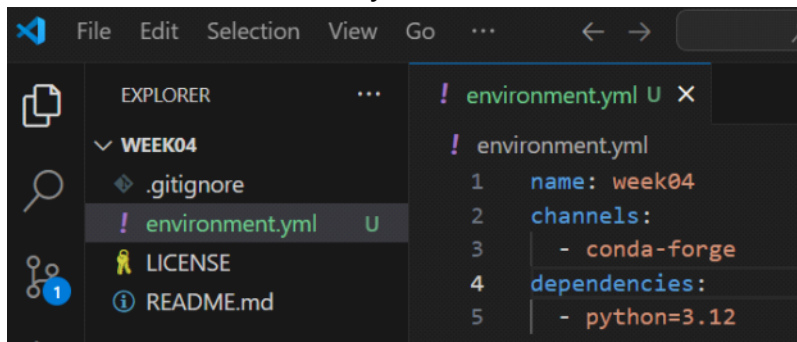 File Edit Selection View Go ...
EXPLORER ...
WEEK04
.gitignore
! environment.yml U
LICENSE
README.md
1
! environment.yml U ×
! environment.yml
1 name: week04
2 channels:
3 - conda-forge
4 dependencies:
5 - python=3.12